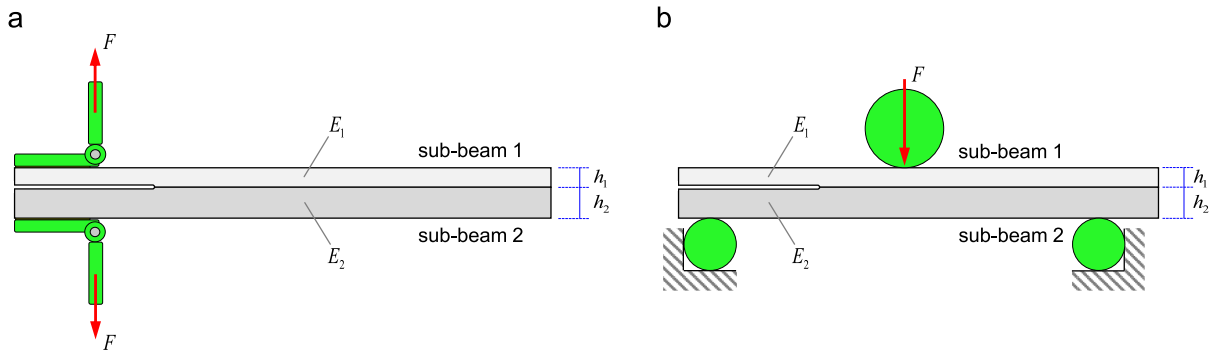 a
F
E₁
sub-beam 1
h₁
h₂
sub-beam 2
E₂
F
b
F
E₁
sub-beam 1
h₁
h₂
sub-beam 2
E₂